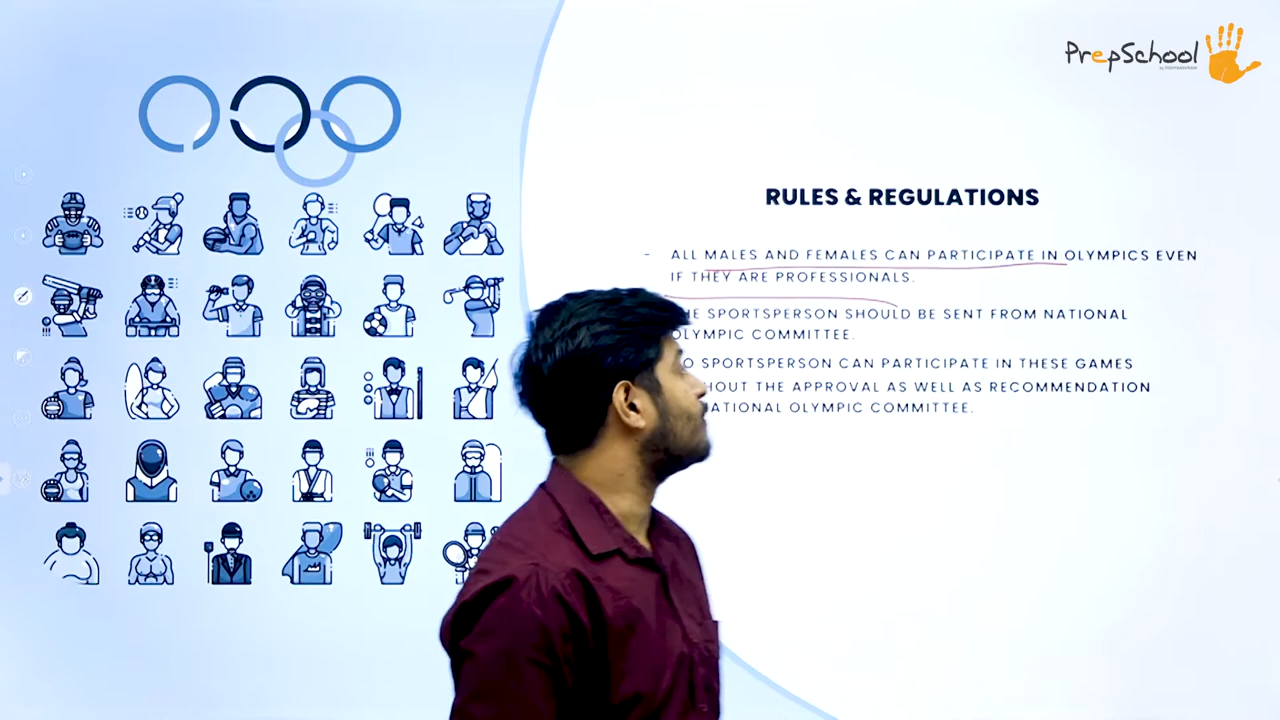 PrepSchool
RULES & REGULATIONS
- ALL MALES AND FEMALES CAN PARTICIPATE IN OLYMPICS EVEN
IF THEY ARE PROFESSIONALS.
SPORTSPERSON SHOULD BE SENT FROM NATIONAL
OLYMPIC COMMITTEE.
SPORTSPERSON CAN PARTICIPATE IN THESE GAMES
HOUT THE APPROVAL AS WELL AS RECOMMENDATION
NATIONAL OLYMPIC COMMITTEE.